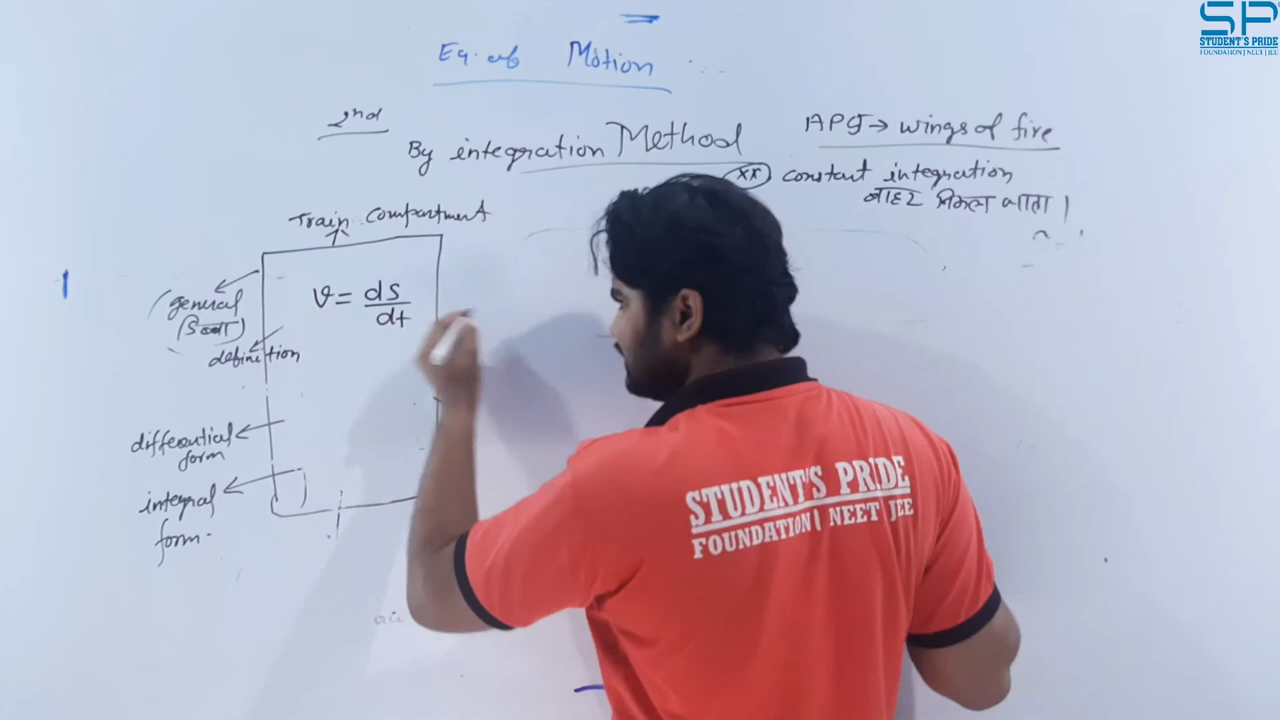 SP
STUDENT'S PRIDE
FOUNDATION | NEET | JEE
Eq. of Motion
2nd
By integration Method
APJ → wings of fire
xx constant integration
बाहर निकल जाता।
Train Compartment
general
definition
v = ds/dt
differential
form
integral
form.
STUDENT'S PRIDE
FOUNDATION | NEET JEE